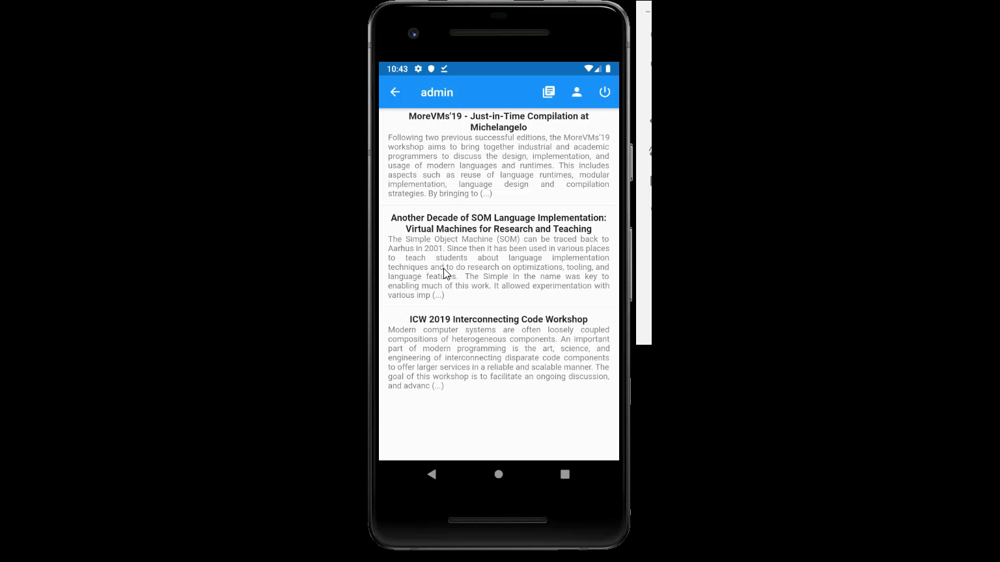 10:43
admin
MoreVMs'19 - Just-in-Time Compilation at
Michelangelo
Following two previous successful editions, the MoreVMs'19
workshop aims to bring together industrial and academic
programmers to discuss the design, implementation, and
usage of modern languages and runtimes. This includes
aspects such as reuse of language runtimes, modular
implementation, language design and compilation
strategies. By bringing to (...)
Another Decade of SOM Language Implementation:
Virtual Machines for Research and Teaching
The Simple Object Machine (SOM) can be traced back to
Aarhus in 2001. Since then it has been used in various places
to teach students about language implementation
techniques and to do research on optimizations, tooling, and
language features. The Simple in the name was key to
enabling much of this work. It allowed experimentation with
various imp (...)
ICW 2019 Interconnecting Code Workshop
Modern computer systems are often loosely coupled
compositions of heterogeneous components. An important
part of modern programming is the art, science, and
engineering of interconnecting disparate code components
to offer larger services in a reliable and scalable manner. The
goal of this workshop is to facilitate an ongoing discussion,
and advanc (...)